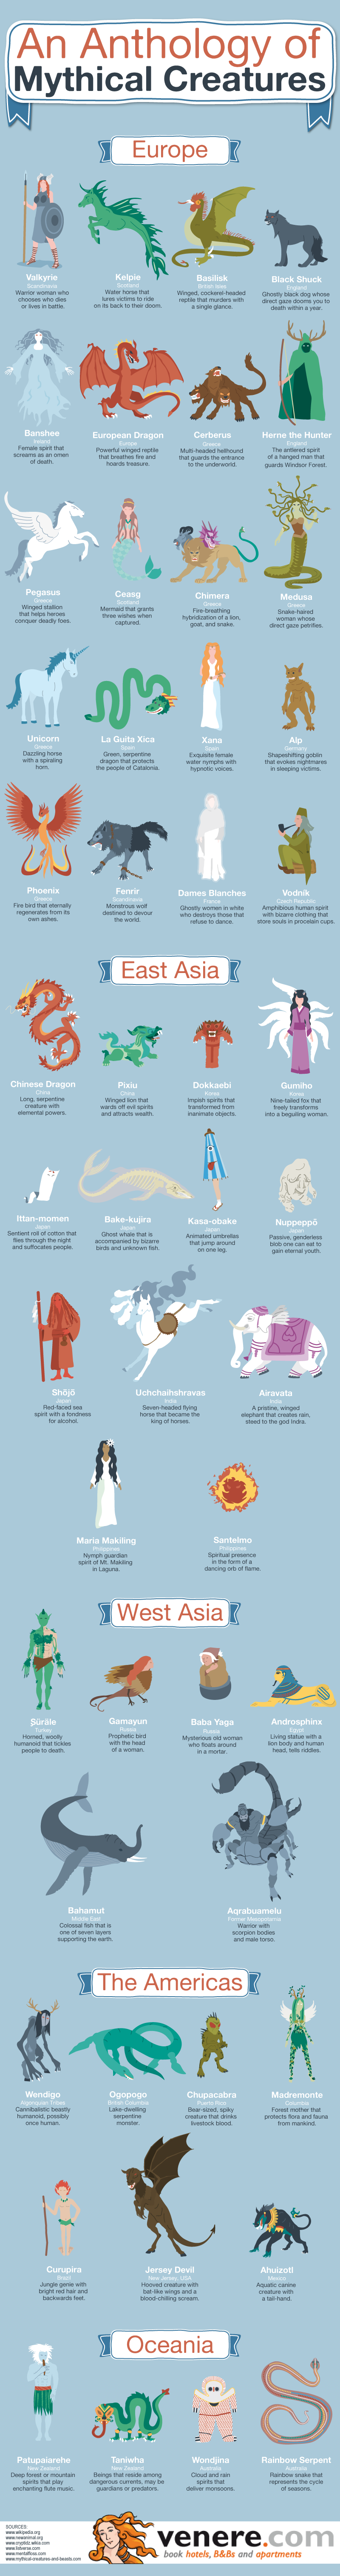 An Anthology of
Mythical Creatures
Europe
Valkyrie
Scandinavia
Warrior woman who
chooses who dies
or lives in battle.
Kelpie
Scotland
Water horse that
lures victims to ride
on its back to their doom.
Basilisk
British Isles
Winged, cockerel-headed
reptile that murders with
a single glance.
Black Shuck
England
Ghostly black dog whose
direct gaze dooms you to
death within a year.
Banshee
Ireland
Female spirit that
screams as an omen
of death.
European Dragon
Europe
Powerful winged reptile
that breathes fire and
hoards treasure.
Cerberus
Greece
Multi-headed hellhound
that guards the entrance
to the underworld.
Herne the Hunter
England
The antlered spirit
of a hanged man that
guards Windsor Forest.
Pegasus
Greece
Winged stallion
that helps heroes
conquer deadly foes.
Ceasg
Scotland
Mermaid that grants
three wishes when
captured.
Chimera
Greece
Fire-breathing
hybridization of a lion,
goat, and snake.
Medusa
Greece
Snake-haired
woman whose
direct gaze petrifies.
Unicorn
Greece
Dazzling horse
with a spiraling
horn.
La Guita Xica
Spain
Green, serpentine
dragon that protects
the people of Catalonia.
Xana
Spain
Exquisite female
water nymphs with
hypnotic voices.
Alp
Germany
Shapeshifting goblin
that evokes nightmares
in sleeping victims.
Phoenix
Greece
Fire bird that eternally
regenerates from its
own ashes.
Fenrir
Scandinavia
Monstrous wolf
destined to devour
the world.
Dames Blanches
France
Ghostly women in white
who destroys those that
refuse to dance.
Vodník
Czech Republic
Amphibious human spirit
with bizarre clothing that
store souls in porcelain cups.
East Asia
Chinese Dragon
China
Long, serpentine
creature with
elemental powers.
Pixiu
China
Winged lion that
wards off evil spirits
and attracts wealth.
Dokkaebi
Korea
Impish spirits that
transformed from
inanimate objects.
Gumiho
Korea
Nine-tailed fox that
freely transforms
into a beguiling woman.
Ittan-momen
Japan
Sentient roll of cotton that
flies through the night
and suffocates people.
Bake-kujira
Japan
Ghost whale that is
accompanied by bizarre
birds and unknown fish.
Kasa-obake
Japan
Animated umbrellas
that jump around
on one leg.
Nuppeppō
Japan
Passive, genderless
blob one can eat to
gain eternal youth.
Shōjō
Japan
Red-faced sea
spirit with a fondness
for alcohol.
Uchchaihshravas
India
Seven-headed flying
horse that became the
king of horses.
Airavata
India
A pristine, winged
elephant that creates rain,
steed to the god Indra.
Maria Makiling
Philippines
Nymph guardian
spirit of Mt. Makiling
in Laguna.
Santelmo
Philippines
Spiritual presence
in the form of a
dancing orb of flame.
West Asia
Şüräle
Turkey
Horned, woolly
humanoid that tickles
people to death.
Gamayun
Russia
Prophetic bird
with the head
of a woman.
Baba Yaga
Russia
Mysterious old woman
who floats around
in a mortar.
Androsphinx
Egypt
Living statue with a
lion body and human
head, tells riddles.
Bahamut
Middle East
Colossal fish that is
one of seven layers
supporting the earth.
Aqrabuamelu
Former Mesopotamia
Warrior with
scorpion bodies
and male torso.
The Americas
Wendigo
Algonquian Tribes
Cannibalistic beastly
humanoid, possibly
once human.
Ogopogo
British Columbia
Lake-dwelling
serpentine
monster.
Chupacabra
Puerto Rico
Bear-sized, spiky
creature that drinks
livestock blood.
Madremonte
Columbia
Forest mother that
protects flora and fauna
from mankind.
Curupira
Brazil
Jungle genie with
bright red hair and
backwards feet.
Jersey Devil
New Jersey, USA
Hooved creature with
bat-like wings and a
blood-chilling scream.
Ahuizotl
Mexico
Aquatic canine
creature with
a tail-hand.
Oceania
Patupaiarehe
New Zealand
Deep forest or mountain
spirits that play
enchanting flute music.
Taniwha
New Zealand
Beings that reside among
dangerous currents, may be
guardians or predators.
Wondjina
Australia
Cloud and rain
spirits that
deliver monsoons.
Rainbow Serpent
Australia
Rainbow snake that
represents the cycle
of seasons.
SOURCES:
www.wikipedia.org
www.newanimal.org
www.cryptidz.wikia.com
www.listverse.com
www.mentalfloss.com
www.mythical-creatures-and-beasts.com
venere.com
book hotels, B&Bs and apartments